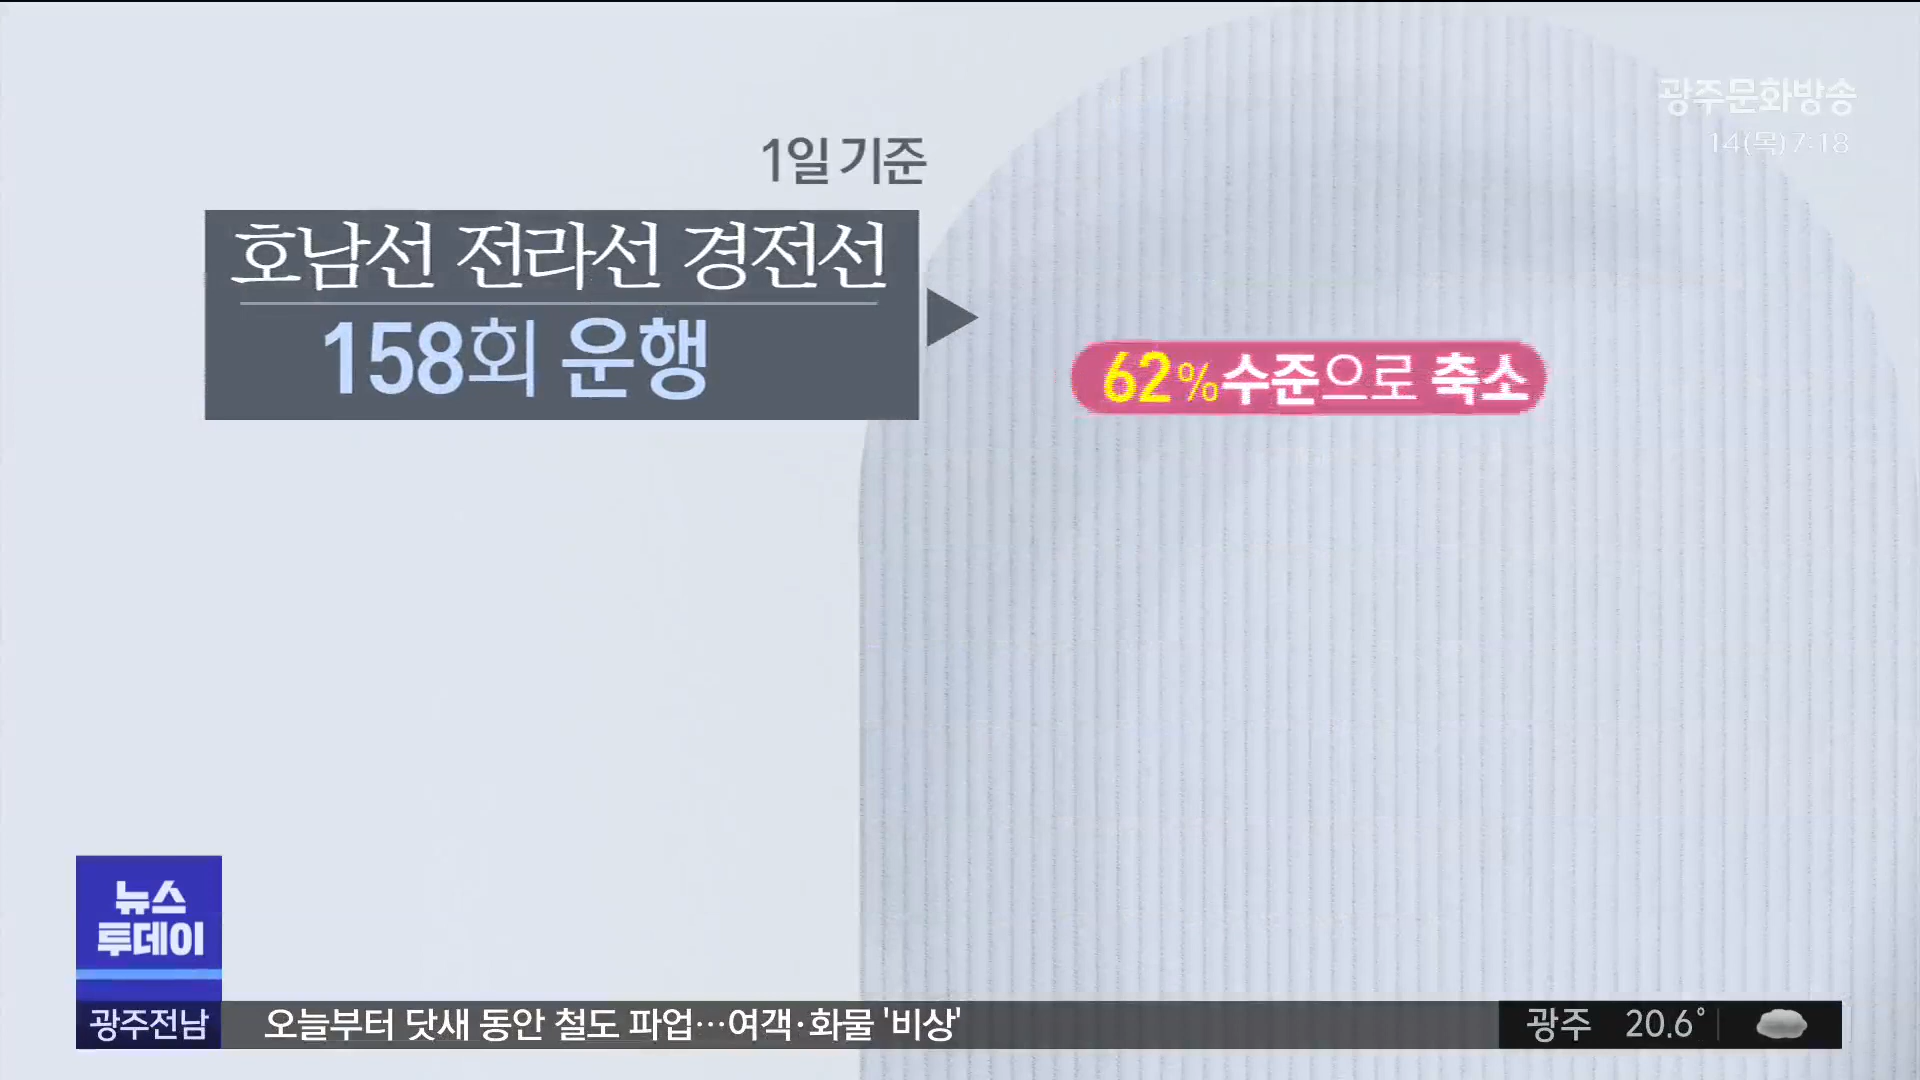 광주문화방송
14(목)7:18
1일 기준
호남선 전라선 경전선
158회 운행
62%수준으로 축소
뉴스
투데이
광주전남
오늘부터 닷새 동안 철도 파업…여객·화물 '비상'
광주 20.6°